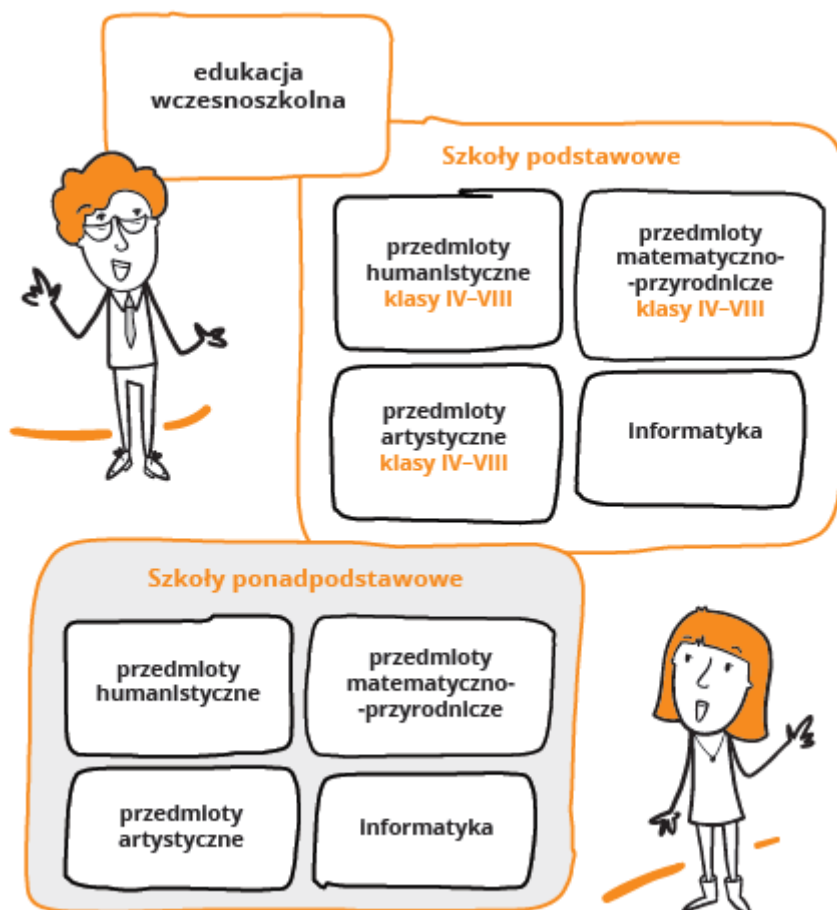 edukacja
wczesnoszkolna
Szkoły podstawowe
przedmioty
humanistyczne
klasy IV–VIII
przedmioty
matematyczno-
-przyrodnicze
klasy IV–VIII
przedmioty
artystyczne
klasy IV–VIII
Informatyka
Szkoły ponadpodstawowe
przedmioty
humanistyczne
przedmioty
matematyczno-
-przyrodnicze
przedmioty
artystyczne
Informatyka